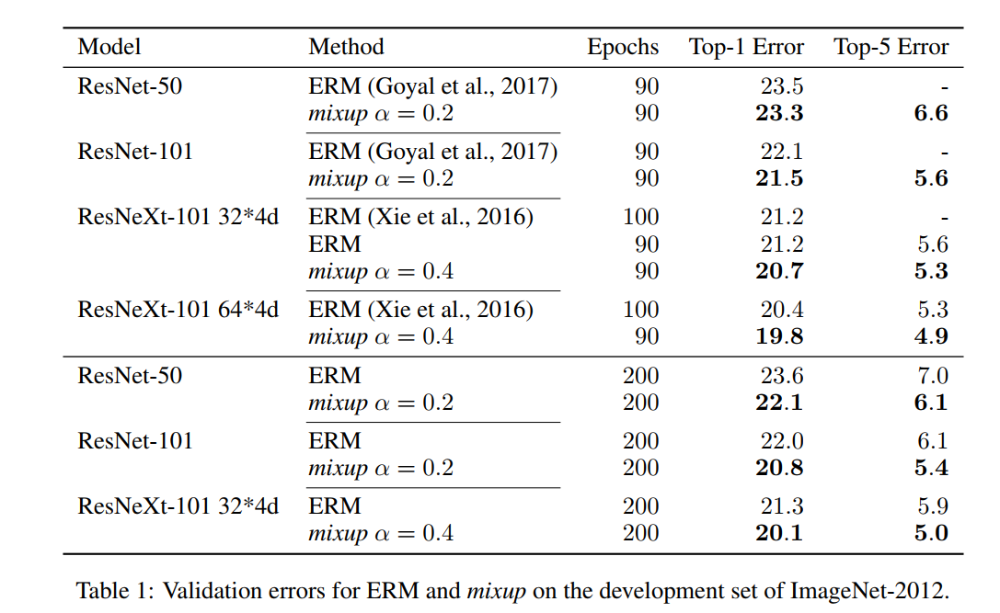 Model Method Epochs Top-1 Error Top-5 Error
ResNet-50 ERM (Goyal et al., 2017) 90 23.5 -
mixup α = 0.2 90 23.3 6.6
ResNet-101 ERM (Goyal et al., 2017) 90 22.1 -
mixup α = 0.2 90 21.5 5.6
ResNeXt-101 32*4d ERM (Xie et al., 2016) 100 21.2 -
ERM 90 21.2 5.6
mixup α = 0.4 90 20.7 5.3
ResNeXt-101 64*4d ERM (Xie et al., 2016) 100 20.4 5.3
mixup α = 0.4 90 19.8 4.9
ResNet-50 ERM 200 23.6 7.0
mixup α = 0.2 200 22.1 6.1
ResNet-101 ERM 200 22.0 6.1
mixup α = 0.2 200 20.8 5.4
ResNeXt-101 32*4d ERM 200 21.3 5.9
mixup α = 0.4 200 20.1 5.0
Table 1: Validation errors for ERM and mixup on the development set of ImageNet-2012.